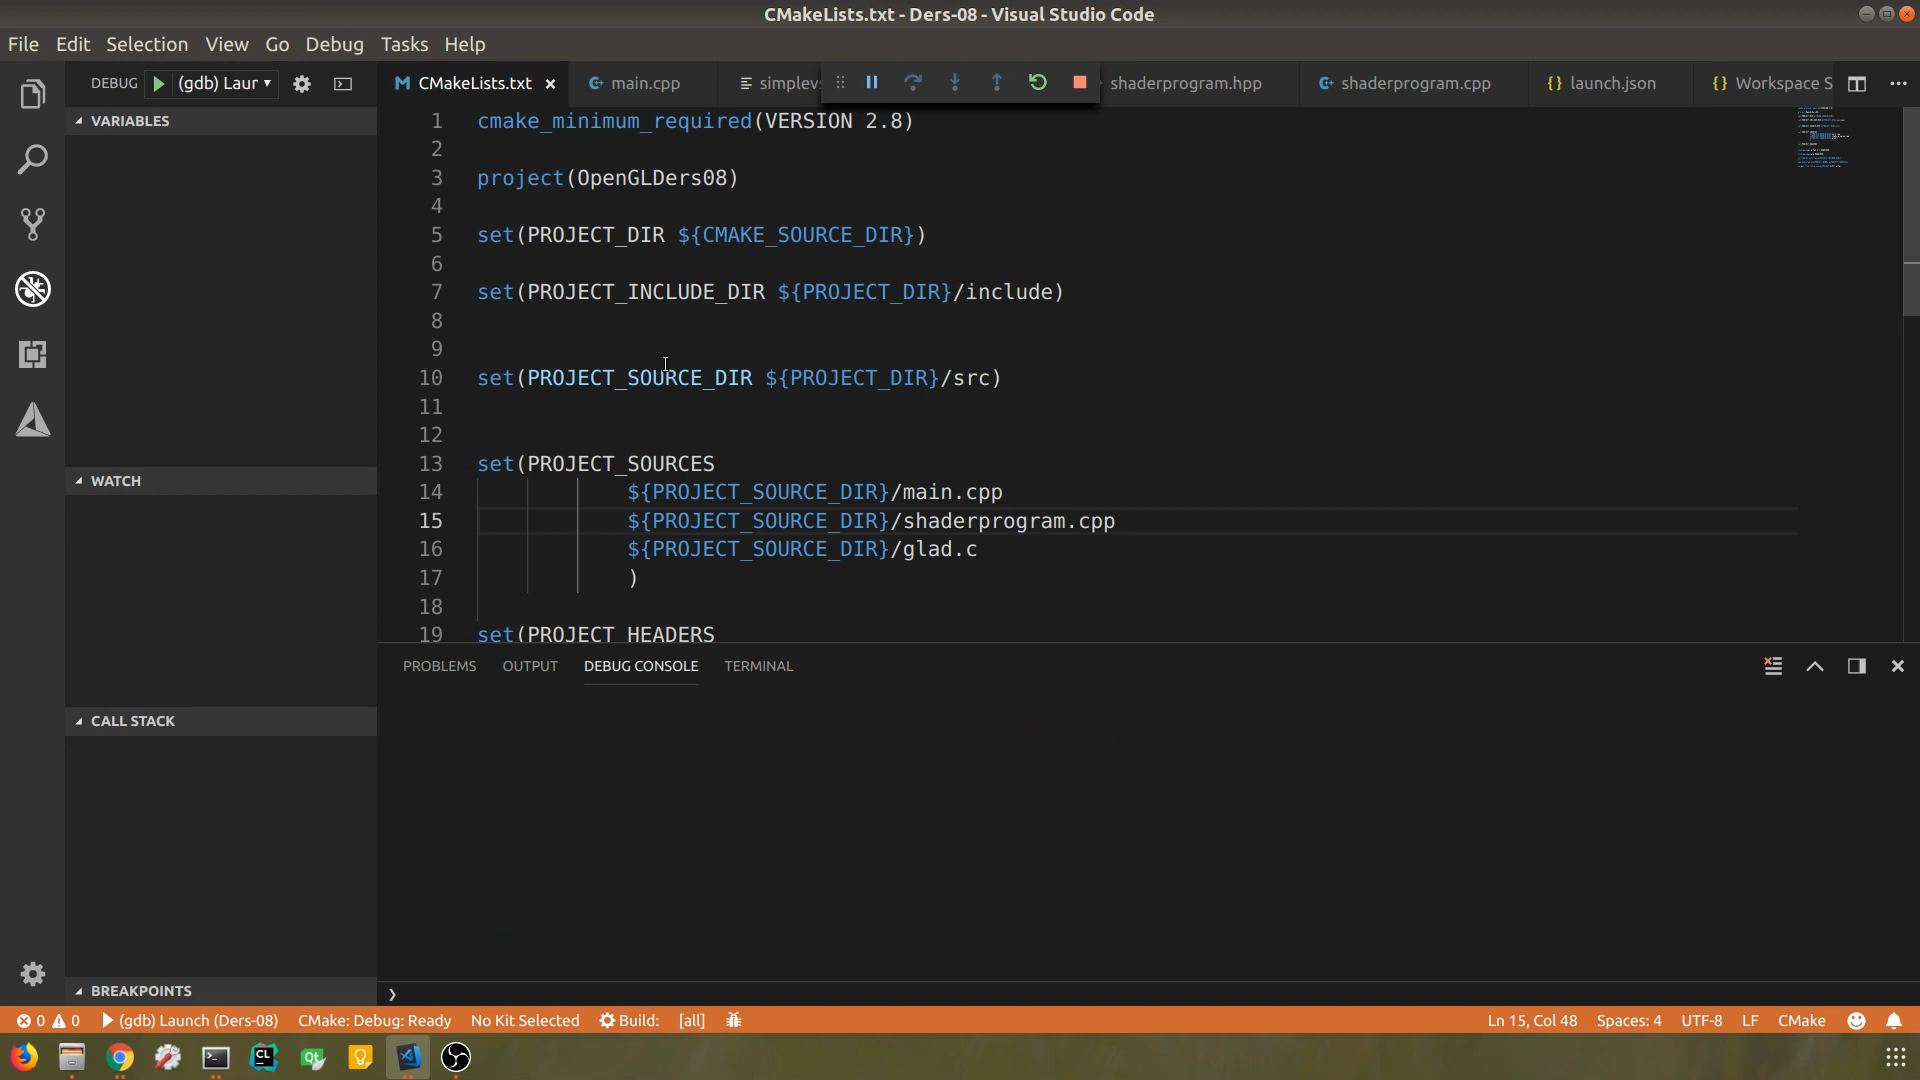 CMakeLists.txt - Ders-08 - Visual Studio Code
File Edit Selection View Go Debug Tasks Help
DEBUG (gdb) Laur
CMakeLists.txt main.cpp simplev shaderprogram.hpp shaderprogram.cpp {} launch.json {} Workspace S
VARIABLES
WATCH
CALL STACK
BREAKPOINTS
1 cmake_minimum_required(VERSION 2.8)
2
3 project(OpenGLDers08)
4
5 set(PROJECT_DIR ${CMAKE_SOURCE_DIR})
6
7 set(PROJECT_INCLUDE_DIR ${PROJECT_DIR}/include)
8
9
10 set(PROJECT_SOURCE_DIR ${PROJECT_DIR}/src)
11
12
13 set(PROJECT_SOURCES
14 ${PROJECT_SOURCE_DIR}/main.cpp
15 ${PROJECT_SOURCE_DIR}/shaderprogram.cpp
16 ${PROJECT_SOURCE_DIR}/glad.c
17 )
18
19 set(PROJECT_HEADERS
PROBLEMS OUTPUT DEBUG CONSOLE TERMINAL
0 0 (gdb) Launch (Ders-08) CMake: Debug: Ready No Kit Selected Build: [all] Ln 15, Col 48 Spaces: 4 UTF-8 LF CMake
CL Qt